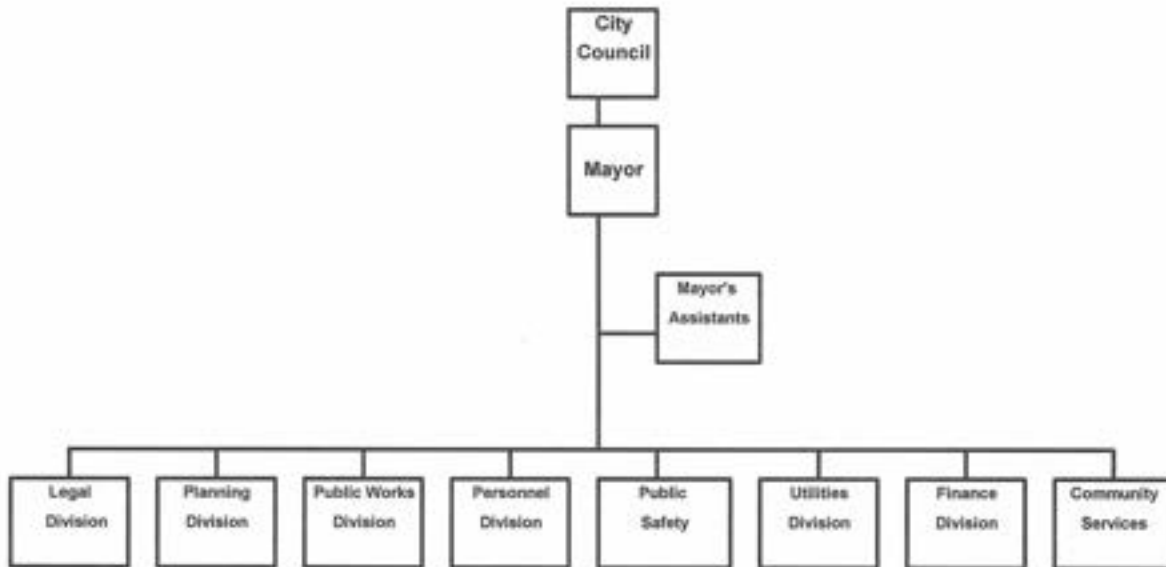 City
Council
Mayor
Mayor's
Assistants
Legal
Division
Planning
Division
Public Works
Division
Personnel
Division
Public
Safety
Utilities
Division
Finance
Division
Community
Services